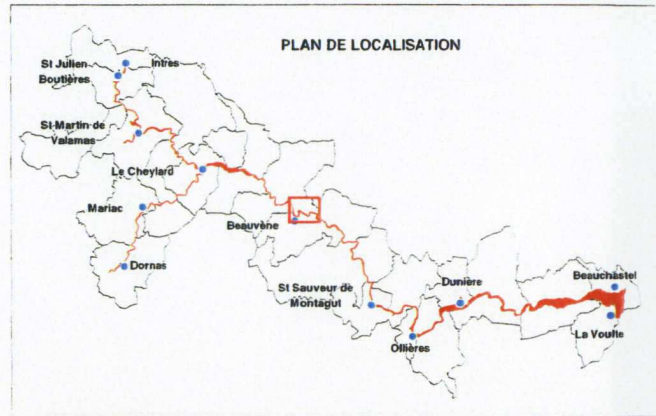 PLAN DE LOCALISATION
St Julien
Boutières
Intres
St Martin de
Valamas
Le Cheylard
Mariac
Beauvène
Dornas
St Sauveur de
Montagut
Dunière
Beauchastel
Ollières
La Voulte